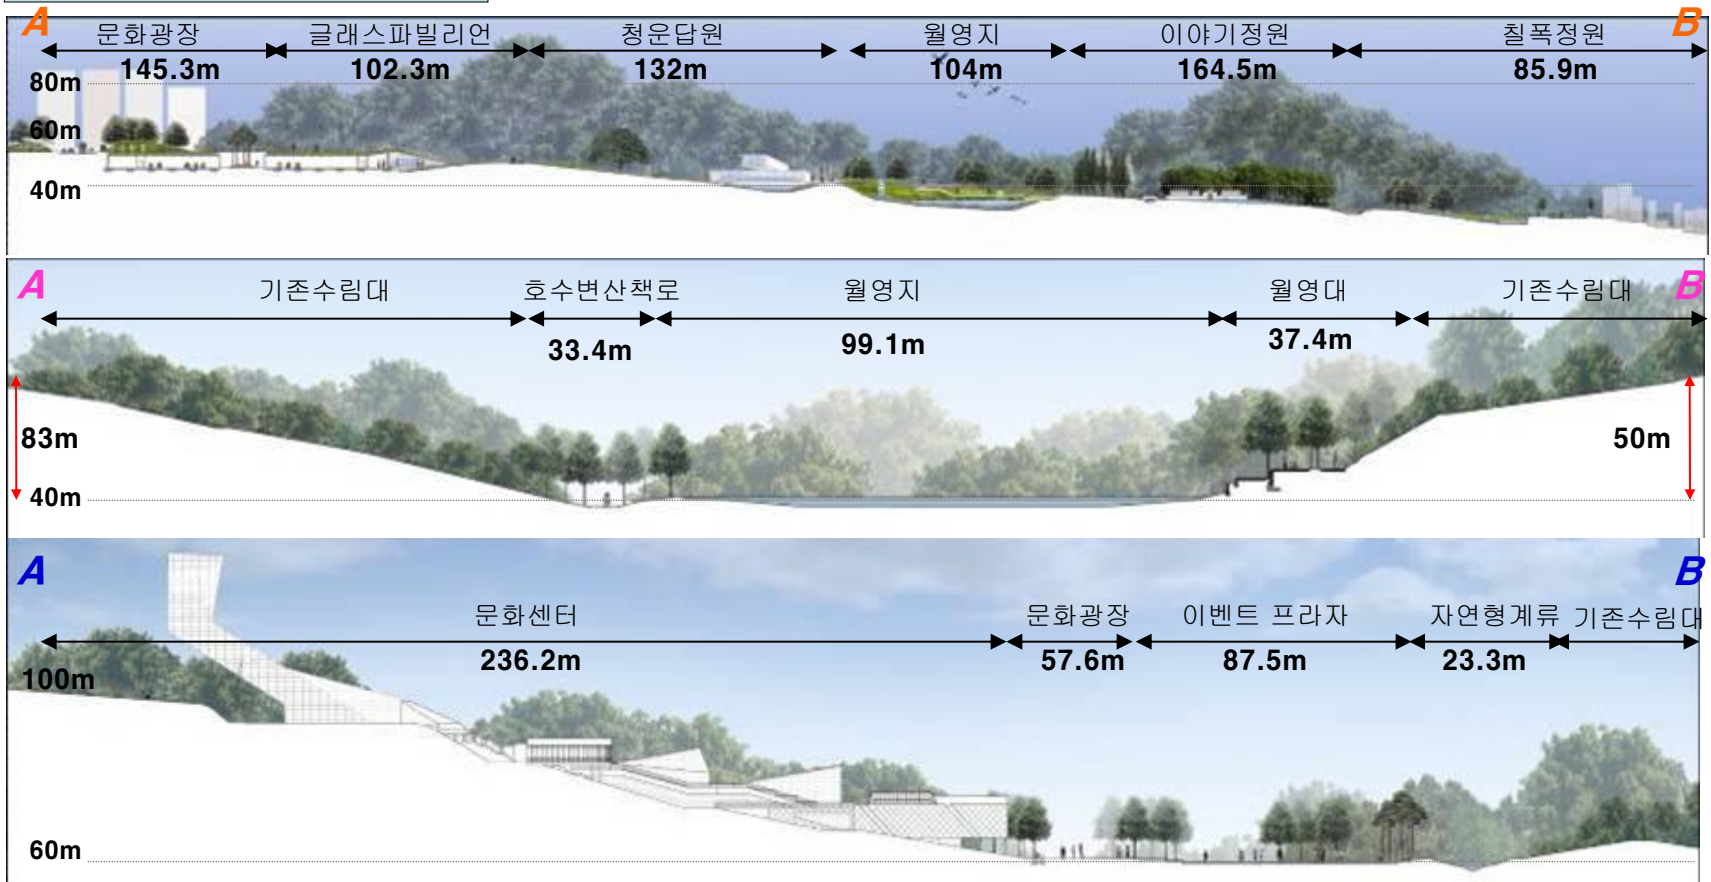 A 문화광장 글래스파빌리언 청운답원 월영지 이야기정원 칠폭정원 B
145.3m 102.3m 132m 104m 164.5m 85.9m
80m
60m
40m
A 기존수림대 호수변산책로 월영지 월영대 기존수림대 B
33.4m 99.1m 37.4m
83m 50m
40m
A B
문화센터 문화광장 이벤트 프라자 자연형계류 기존수림대
236.2m 57.6m 87.5m 23.3m
100m
60m